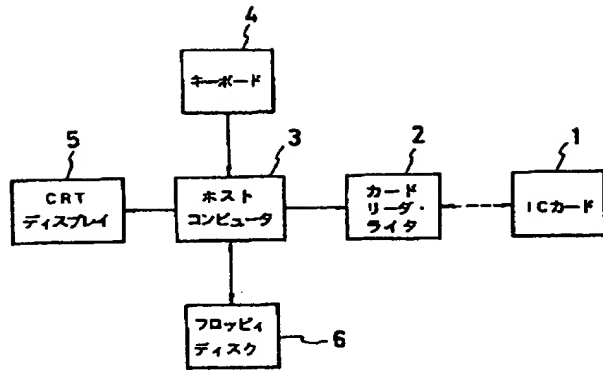 4
キーボード
5
CRT
ディスプレイ
3
ホスト
コンピュータ
2
カード
リーダ・
ライタ
1
ICカード
フロッピィ
ディスク
6